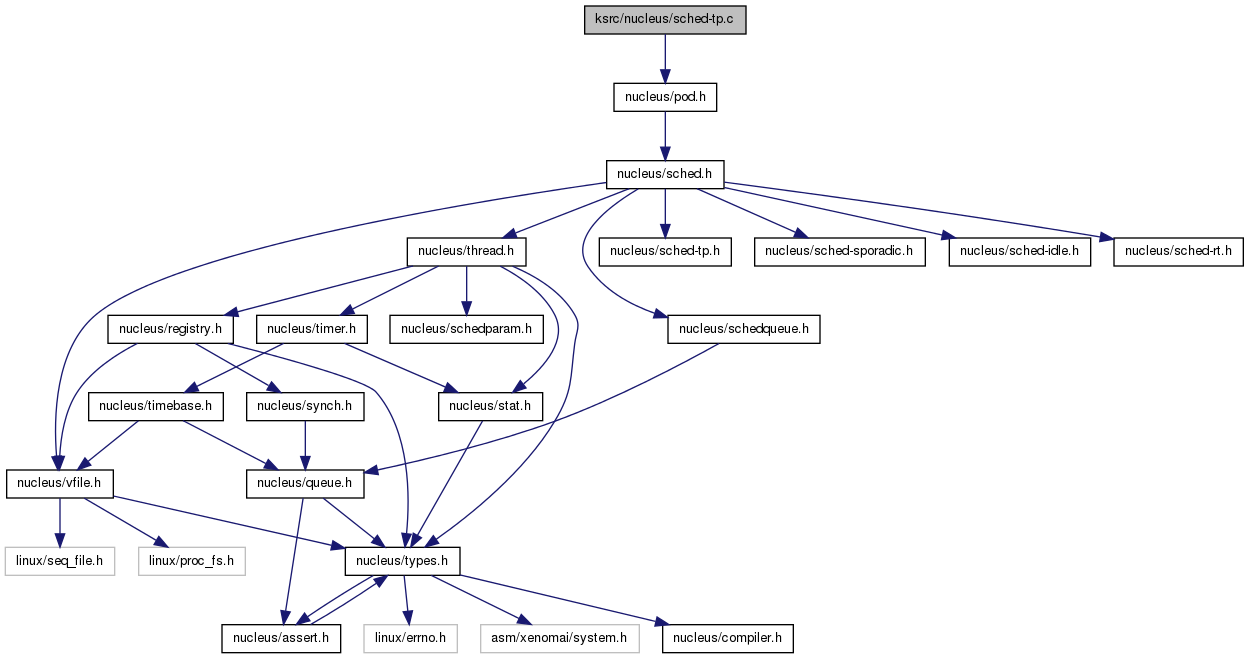 ksrc/nucleus/sched-tp.c
nucleus/pod.h
nucleus/sched.h
nucleus/thread.h
nucleus/sched-tp.h
nucleus/sched-sporadic.h
nucleus/sched-idle.h
nucleus/sched-rt.h
nucleus/registry.h
nucleus/timer.h
nucleus/schedparam.h
nucleus/schedqueue.h
nucleus/timebase.h
nucleus/synch.h
nucleus/stat.h
nucleus/vfile.h
nucleus/queue.h
linux/seq_file.h
linux/proc_fs.h
nucleus/types.h
nucleus/assert.h
linux/errno.h
asm/xenomai/system.h
nucleus/compiler.h